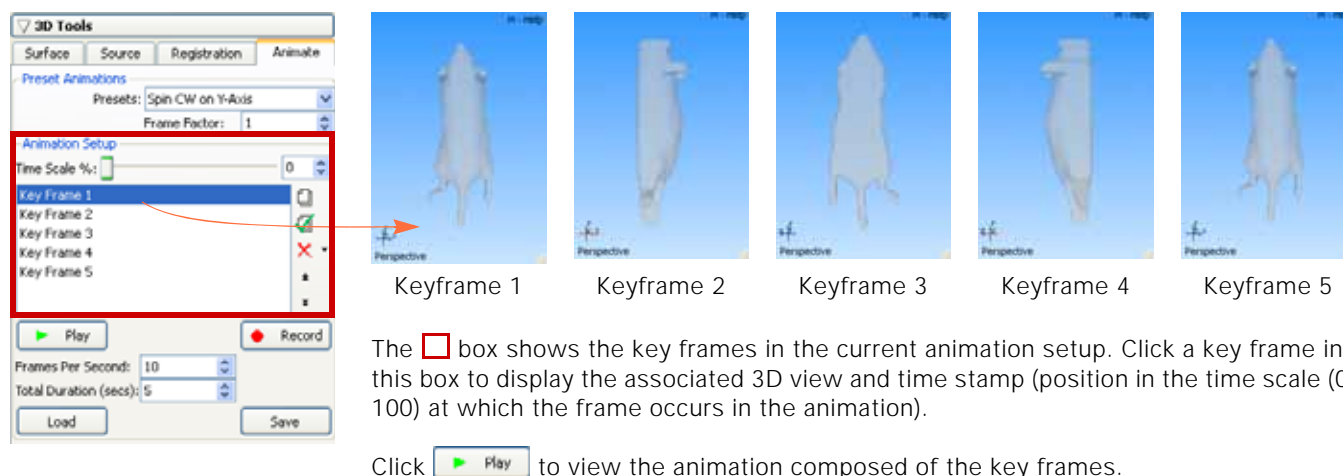 3D Tools
Surface Source Registration Animate
Preset Animations
Presets: Spin CW on Y-Axis
Frame Factor: 1
Animation Setup
Time Scale %: 0
Key Frame 1
Key Frame 2
Key Frame 3
Key Frame 4
Key Frame 5
Play Record
Frames Per Second: 10
Total Duration (secs): 5
Load Save
Perspective Perspective Perspective Perspective Perspective
Keyframe 1 Keyframe 2 Keyframe 3 Keyframe 4 Keyframe 5
The box shows the key frames in the current animation setup. Click a key frame in
this box to display the associated 3D view and time stamp (position in the time scale (0
100) at which the frame occurs in the animation).
Click Play to view the animation composed of the key frames.